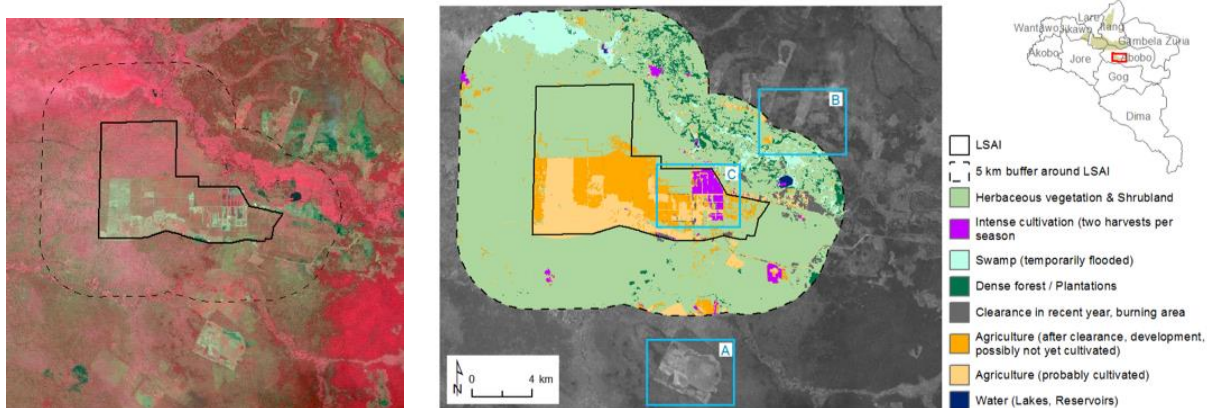 Lare
Itang
Wantawo
Jikawo
Gambela Zuria
Akobo
Jore
Abobo
Gog
Dima
B
C
A
N
0
4 km
LSAI
5 km buffer around LSAI
Herbaceous vegetation & Shrubland
Intense cultivation (two harvests per
season
Swamp (temporarily flooded)
Dense forest / Plantations
Clearance in recent year, burning area
Agriculture (after clearance, development,
possibly not yet cultivated)
Agriculture (probably cultivated)
Water (Lakes, Reservoirs)